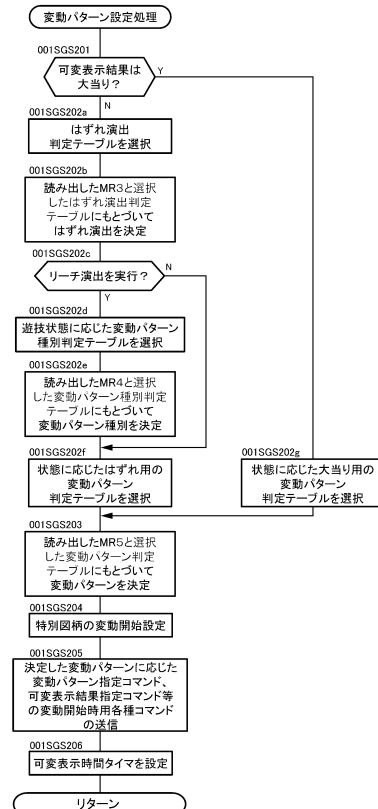 変動パターン設定処理
001SGS201
可変表示結果は
大当り？
Y
N
001SGS202a
はずれ演出
判定テーブルを選択
001SGS202b
読み出したMR3と選択
したはずれ演出判定
テーブルにもとづいて
はずれ演出を決定
001SGS202c
リーチ演出を実行？
N
Y
001SGS202d
遊技状態に応じた変動パターン
種別判定テーブルを選択
001SGS202e
読み出したMR4と選択
した変動パターン種別判定
テーブルにもとづいて
変動パターン種別を決定
001SGS202f
状態に応じたはずれ用の
変動パターン
判定テーブルを選択
001SGS202g
状態に応じた大当り用の
変動パターン
判定テーブルを選択
001SGS203
読み出したMR5と選択
した変動パターン判定
テーブルにもとづいて
変動パターンを決定
001SGS204
特別図柄の変動開始設定
001SGS205
決定した変動パターンに応じた
変動パターン指定コマンド、
可変表示結果指定コマンド等
の変動開始時用各種コマンド
の送信
001SGS206
可変表示時間タイマを設定
リターン